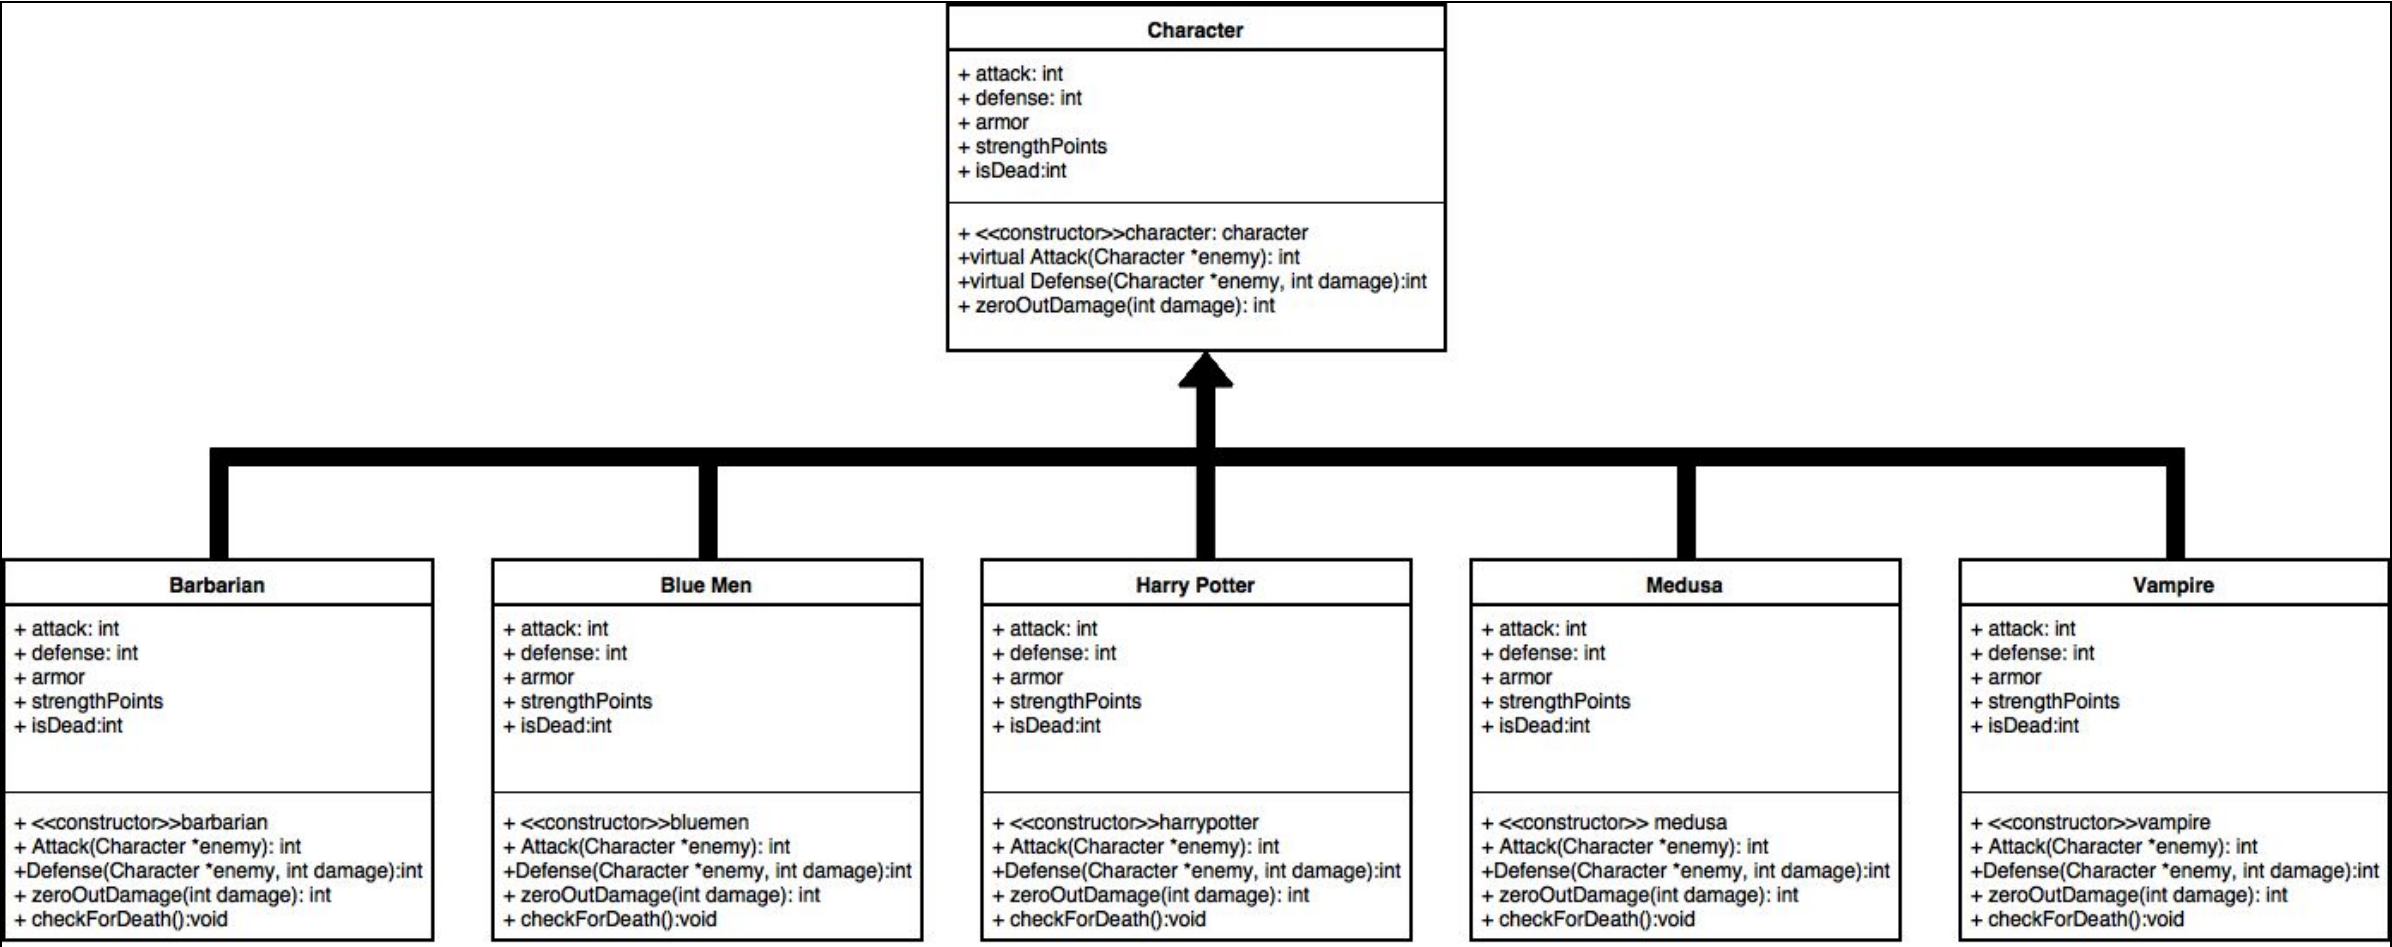 Character
+ attack: int
+ defense: int
+ armor
+ strengthPoints
+ isDead:int
+ <<constructor>>character: character
+virtual Attack(Character *enemy): int
+virtual Defense(Character *enemy, int damage):int
+ zeroOutDamage(int damage): int
Barbarian
+ attack: int
+ defense: int
+ armor
+ strengthPoints
+ isDead:int
+ <<constructor>>barbarian
+ Attack(Character *enemy): int
+Defense(Character *enemy, int damage):int
+ zeroOutDamage(int damage): int
+ checkForDeath():void
Blue Men
+ attack: int
+ defense: int
+ armor
+ strengthPoints
+ isDead:int
+ <<constructor>>bluemen
+ Attack(Character *enemy): int
+Defense(Character *enemy, int damage):int
+ zeroOutDamage(int damage): int
+ checkForDeath():void
Harry Potter
+ attack: int
+ defense: int
+ armor
+ strengthPoints
+ isDead:int
+ <<constructor>>harrypotter
+ Attack(Character *enemy): int
+Defense(Character *enemy, int damage):int
+ zeroOutDamage(int damage): int
+ checkForDeath():void
Medusa
+ attack: int
+ defense: int
+ armor
+ strengthPoints
+ isDead:int
+ <<constructor>> medusa
+ Attack(Character *enemy): int
+Defense(Character *enemy, int damage):int
+ zeroOutDamage(int damage): int
+ checkForDeath():void
Vampire
+ attack: int
+ defense: int
+ armor
+ strengthPoints
+ isDead:int
+ <<constructor>>vampire
+ Attack(Character *enemy): int
+Defense(Character *enemy, int damage):int
+ zeroOutDamage(int damage): int
+ checkForDeath():void